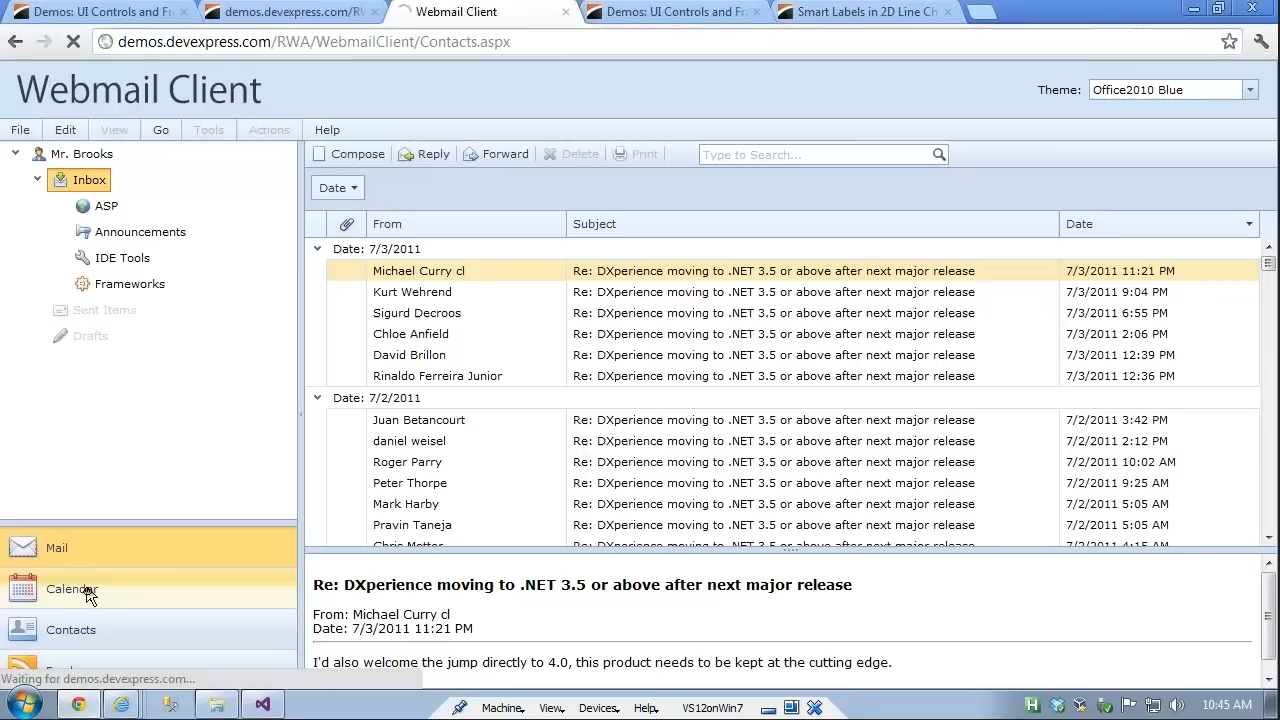 Demos: UI Controls and Fra
demos.devexpress.com/RW
Webmail Client
Demos: UI Controls and Fra
Smart Labels in 2D Line Ch
demos.devexpress.com/RWA/WebmailClient/Contacts.aspx
Webmail Client
Theme: Office2010 Blue
File Edit View Go Tools Actions Help
Mr. Brooks
Inbox
ASP
Announcements
IDE Tools
Frameworks
Sent Items
Drafts
Mail
Calendar
Contacts
Compose Reply Forward Delete Print Type to Search...
Date
From Subject Date
Date: 7/3/2011
Michael Curry cl Re: DXperience moving to .NET 3.5 or above after next major release 7/3/2011 11:21 PM
Kurt Wehrend Re: DXperience moving to .NET 3.5 or above after next major release 7/3/2011 9:04 PM
Sigurd Decroos Re: DXperience moving to .NET 3.5 or above after next major release 7/3/2011 6:55 PM
Chloe Anfield Re: DXperience moving to .NET 3.5 or above after next major release 7/3/2011 2:06 PM
David Brillon Re: DXperience moving to .NET 3.5 or above after next major release 7/3/2011 12:39 PM
Rinaldo Ferreira Junior Re: DXperience moving to .NET 3.5 or above after next major release 7/3/2011 12:36 PM
Date: 7/2/2011
Juan Betancourt Re: DXperience moving to .NET 3.5 or above after next major release 7/2/2011 3:42 PM
daniel weisel Re: DXperience moving to .NET 3.5 or above after next major release 7/2/2011 2:12 PM
Roger Parry Re: DXperience moving to .NET 3.5 or above after next major release 7/2/2011 10:02 AM
Peter Thorpe Re: DXperience moving to .NET 3.5 or above after next major release 7/2/2011 9:25 AM
Mark Harby Re: DXperience moving to .NET 3.5 or above after next major release 7/2/2011 5:05 AM
Pravin Taneja Re: DXperience moving to .NET 3.5 or above after next major release 7/2/2011 5:05 AM
Re: DXperience moving to .NET 3.5 or above after next major release
Re: DXperience moving to .NET 3.5 or above after next major release
From: Michael Curry cl
Date: 7/3/2011 11:21 PM
I'd also welcome the jump directly to 4.0, this product needs to be kept at the cutting edge.
Waiting for demos.devexpress.com...
Machine View Devices Help VS12onWin7
10:45 AM